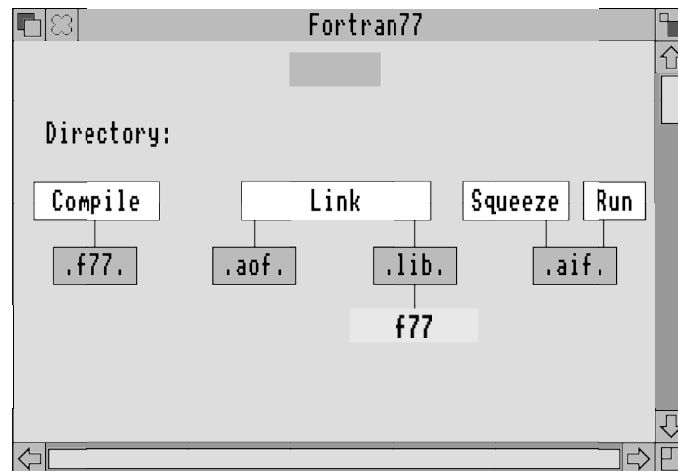 Fortran77
Directory:
Compile Link Squeeze Run
.f77. .aof. .lib. .aif.
f77